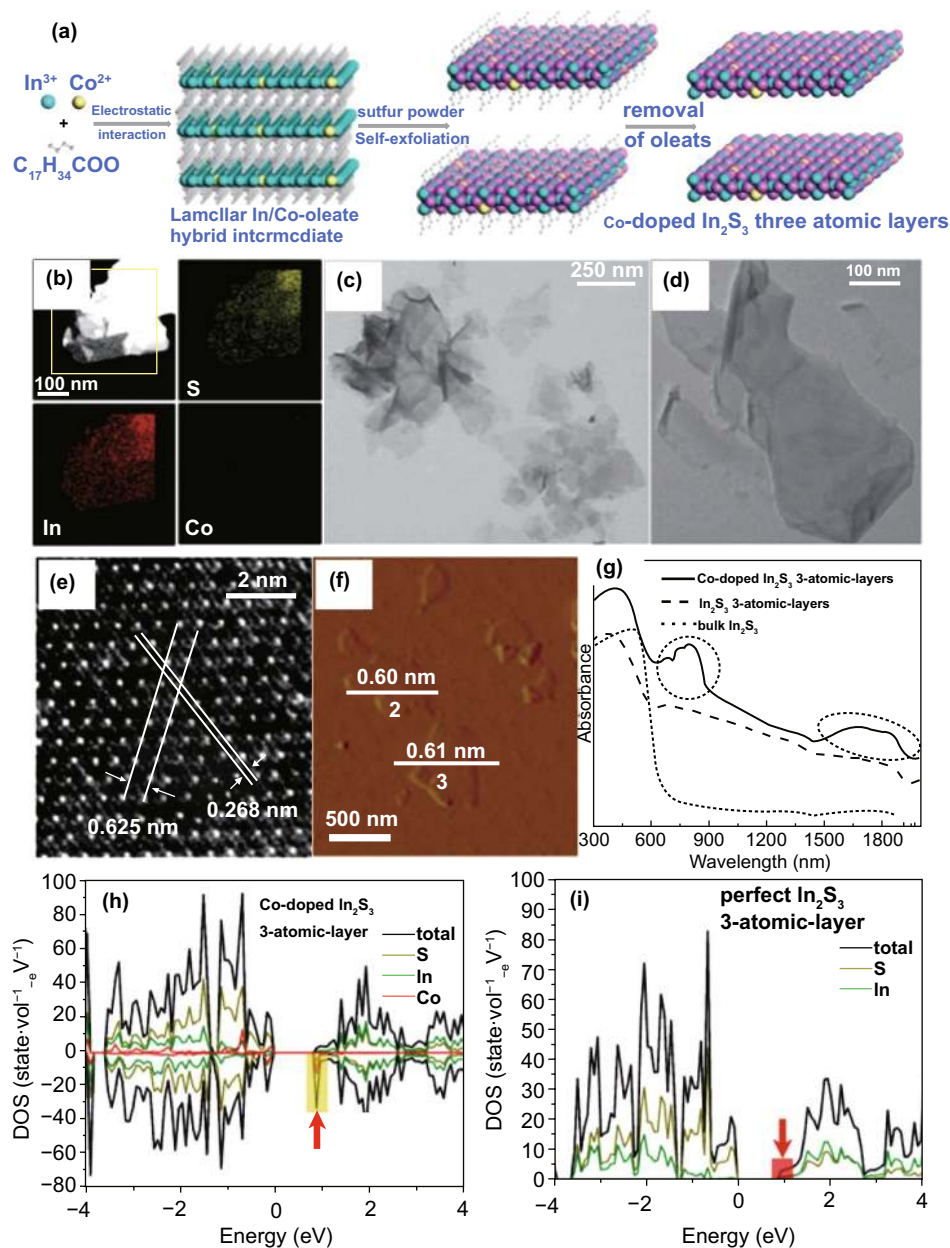 (a)
In³⁺ Co²⁺
+
C₁₇H₃₄COO
Electrostatic
interaction
Lamcllar In/Co-oleate
hybrid intcrmcdiate
sulfur powder
Self-exfoliation
removal
of oleats
Co-doped In₂S₃ three atomic layers
(b)
100 nm
S
In
Co
(c)
250 nm
(d)
100 nm
(e)
2 nm
0.625 nm
0.268 nm
(f)
0.60 nm
2
0.61 nm
3
500 nm
(g)
Co-doped In₂S₃ 3-atomic-layers
In₂S₃ 3-atomic-layers
bulk In₂S₃
Absorbance
300 600 900 1200 1500 1800
Wavelength (nm)
(h)
Co-doped In₂S₃
3-atomic-layer
total
S
In
Co
DOS (state·vol⁻¹₋ₑ V⁻¹)
100
80
60
40
20
0
−20
−40
−60
−80
−4 −2 0 2 4
Energy (eV)
(i)
perfect In₂S₃
3-atomic-layer
total
S
In
DOS (state·vol⁻¹₋ₑ V⁻¹)
100
90
80
70
60
50
40
30
20
10
0
−4 −2 0 2 4
Energy (eV)